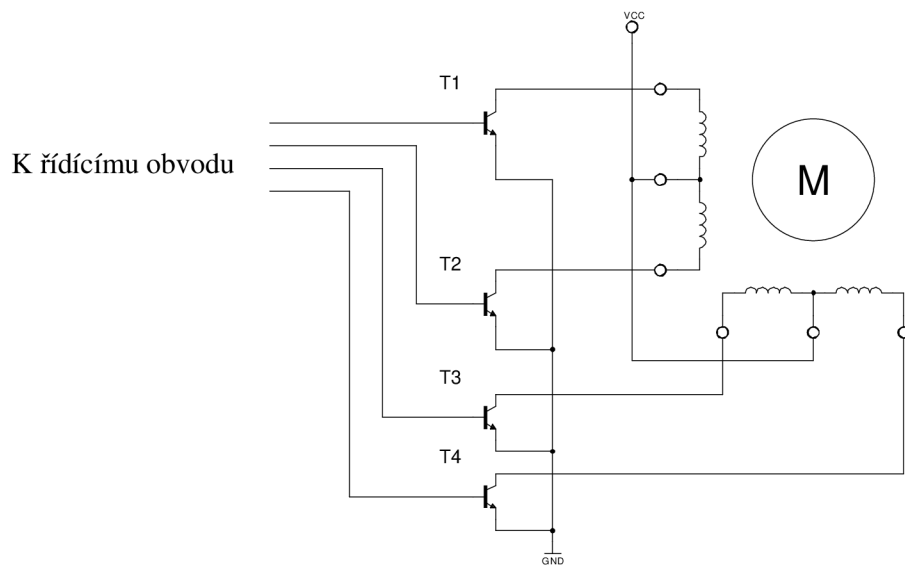 VCC
T1
K řídícímu obvodu
M
T2
T3
T4
GND